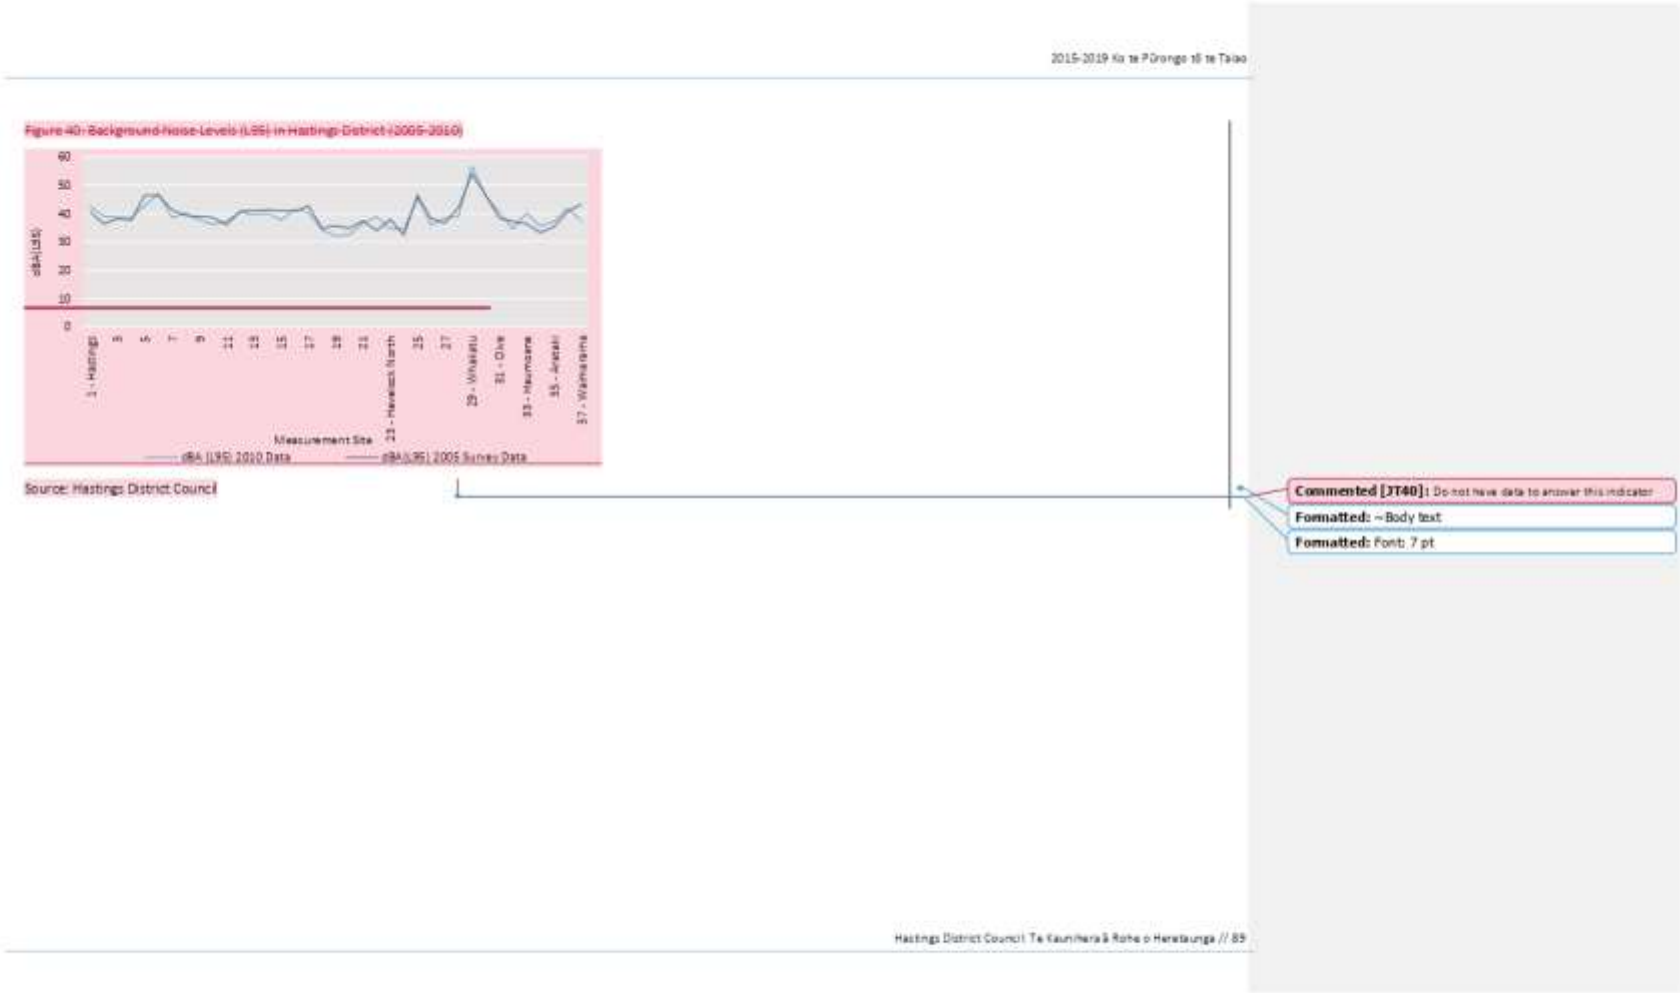 2015-2019 Ko te Pūrongo tō te Taiao
Figure 40: Background Noise Levels (L95) in Hastings District (2005-2010)
60
50
40
30
20
10
0
dBA(L95)
1 - Hastings
3
5
7
9
11
13
15
17
19
21
23 - Havelock North
25
27
29 - Whakatu
31 - Clive
33 - Haumoana
35 - Arataki
37 - Waimarama
Measurement Site
dBA (L95) 2010 Data
dBA(L95) 2005 Survey Data
Source: Hastings District Council
Commented [JT40]: Do not have data to answer this indicator
Formatted: ~Body text
Formatted: Font: 7 pt
Hastings District Council: Te Kaunihera ā Rohe o Heretaunga // 89